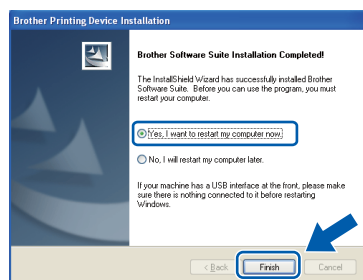 Brother Printing Device Installation
Brother Software Suite Installation Completed!
The InstallShield Wizard has successfully installed Brother
Software Suite. Before you can use the program, you must
restart your computer.
Yes, I want to restart my computer now.
No, I will restart my computer later.
If your machine has a USB interface at the front, please make
sure there is nothing connected to it before restarting
Windows.
< Back
Finish
Cancel